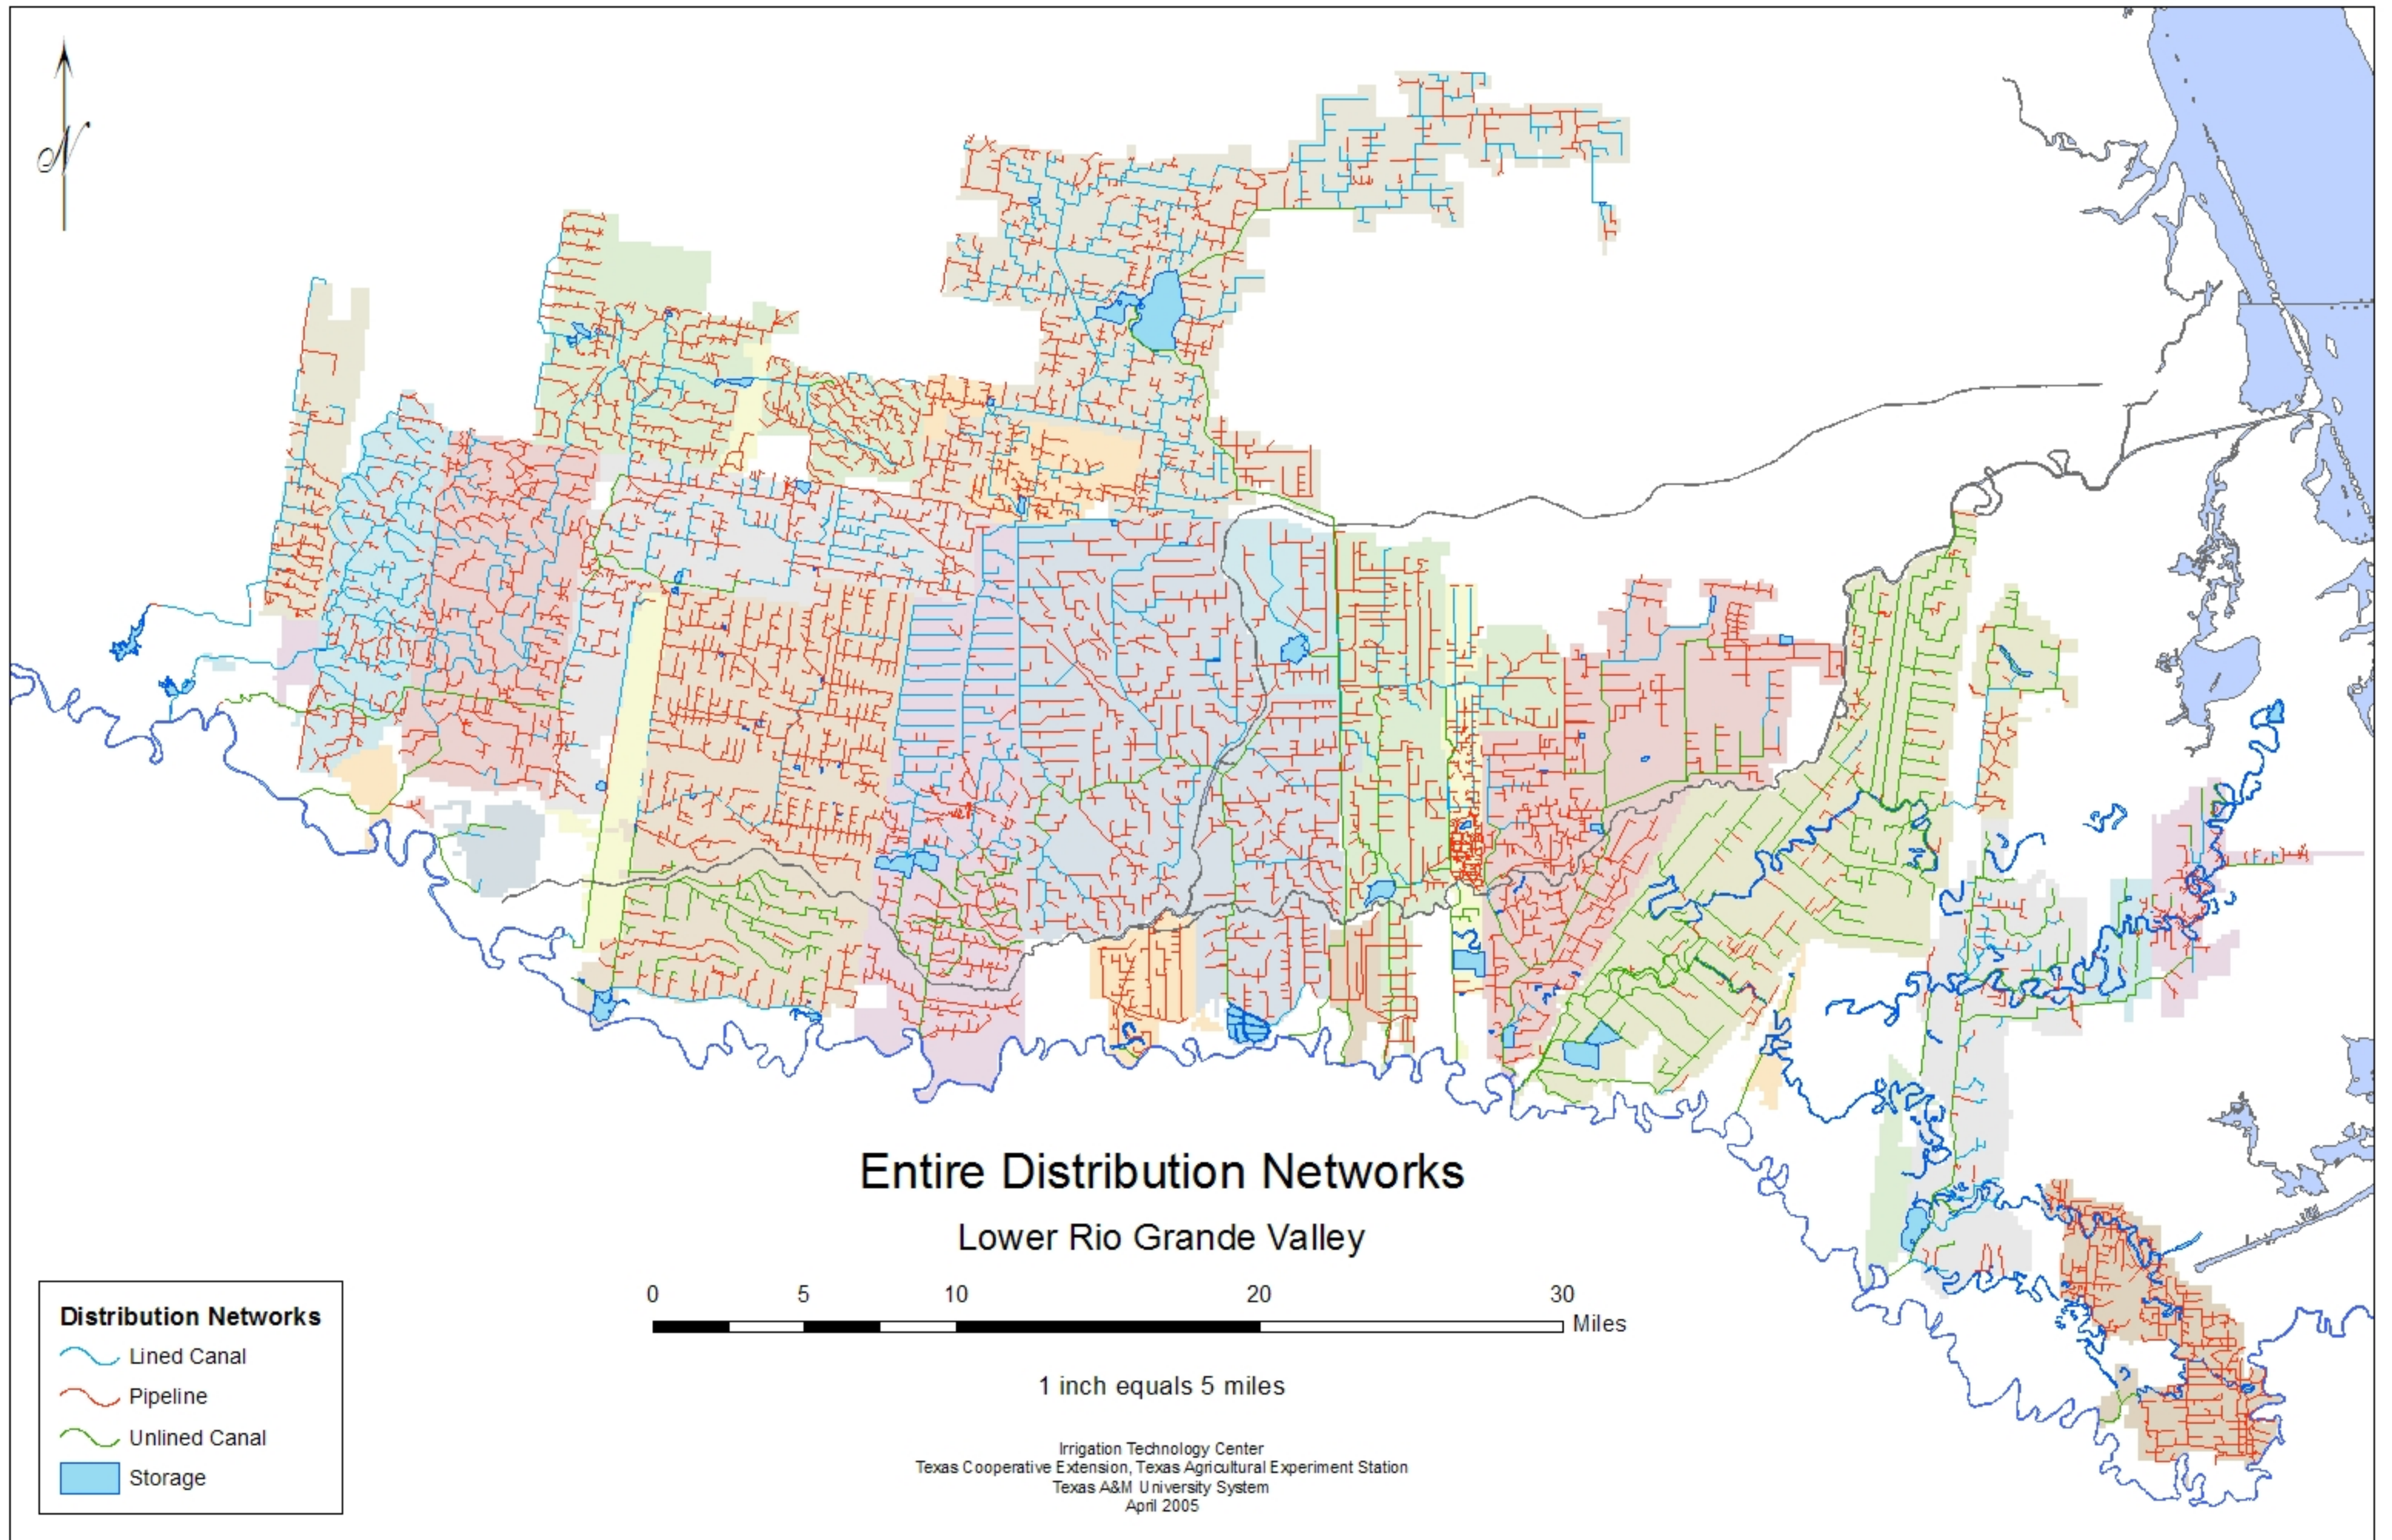 N
Entire Distribution Networks
Lower Rio Grande Valley
0 5 10 20 30
Miles
1 inch equals 5 miles
Irrigation Technology Center
Texas Cooperative Extension, Texas Agricultural Experiment Station
Texas A&M University System
April 2005
Distribution Networks
Lined Canal
Pipeline
Unlined Canal
Storage